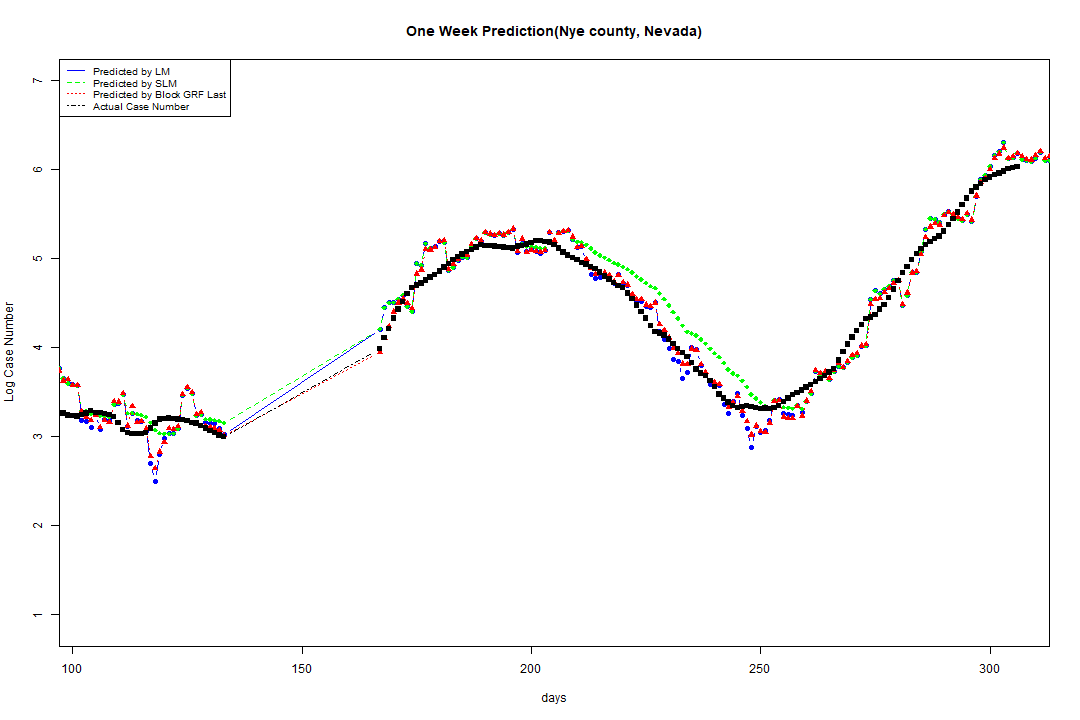 One Week Prediction(Nye county, Nevada)
Predicted by LM
Predicted by SLM
Predicted by Block GRF Last
Actual Case Number
7
6
5
4
3
2
1
Log Case Number
100 150 200 250 300
days